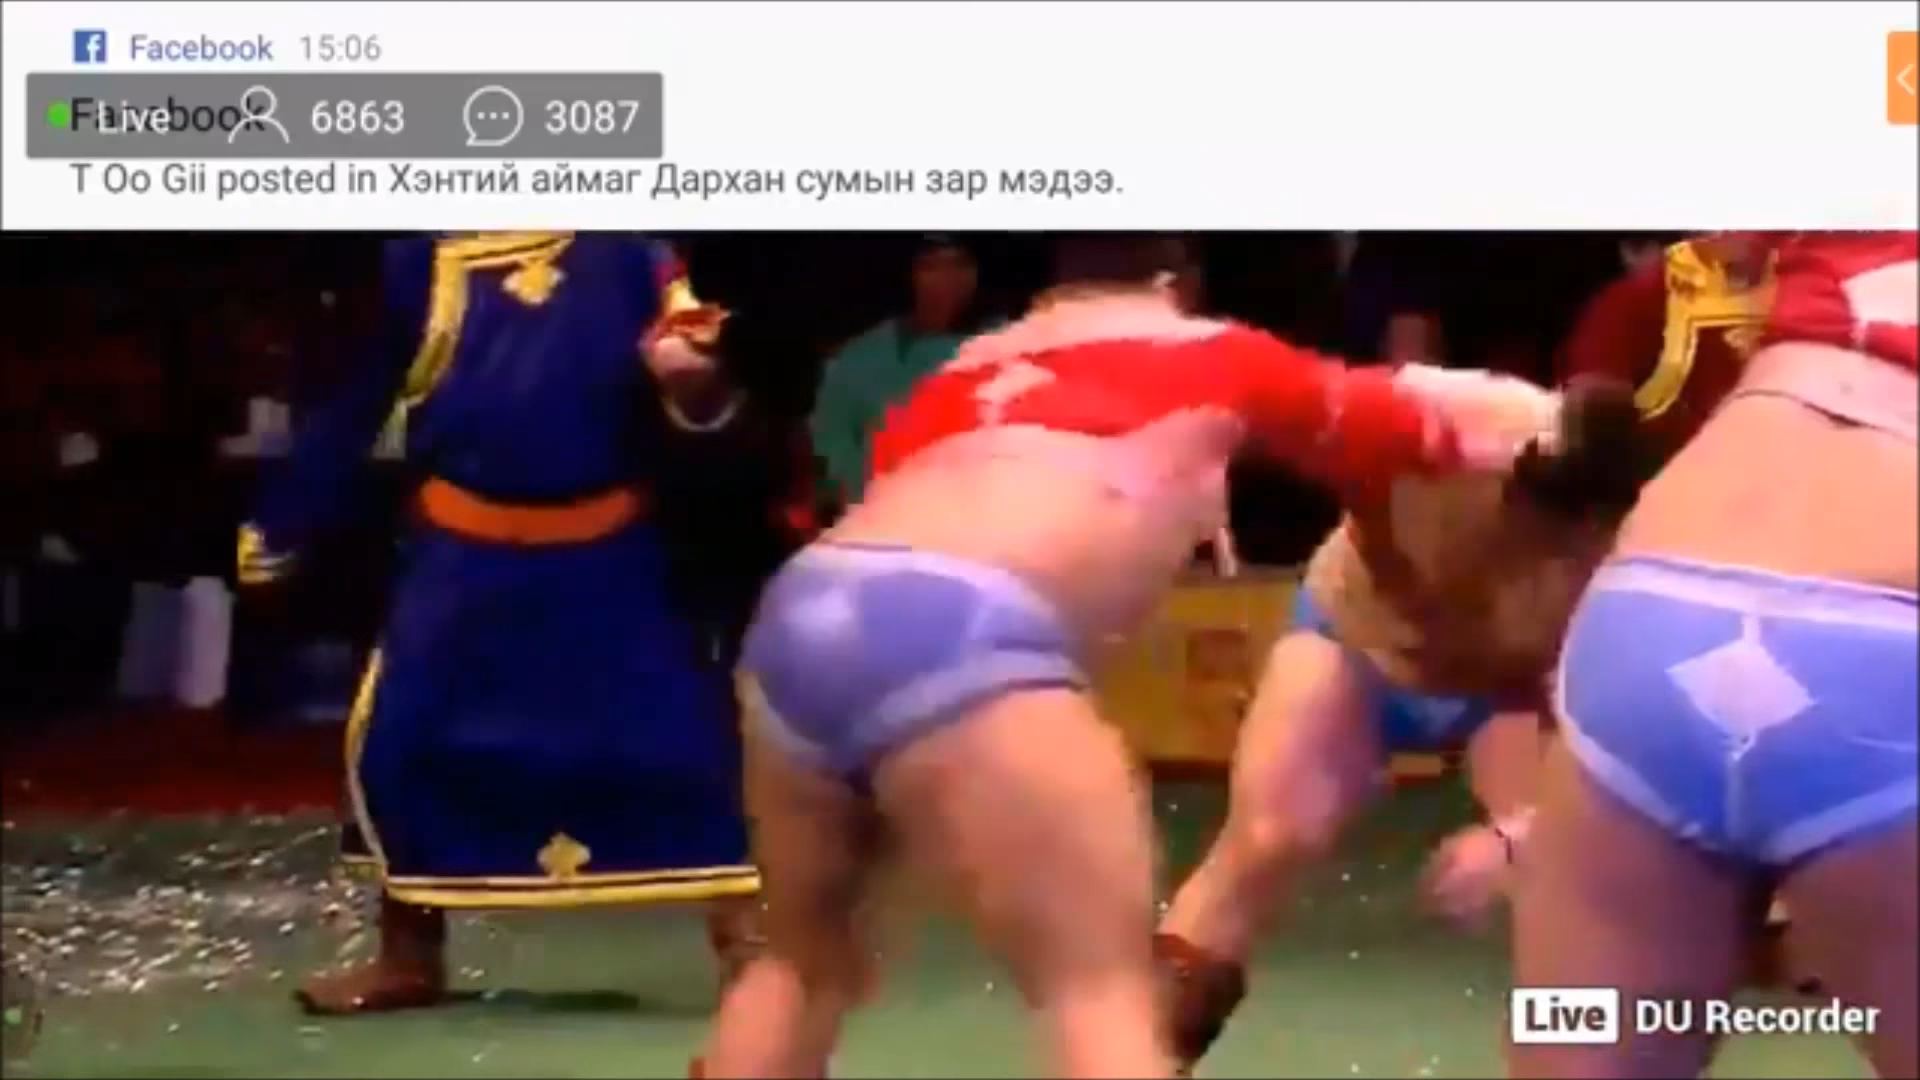 Facebook 15:06
Facebook
Live 6863 3087
T Oo Gii posted in Хэнтий аймаг Дархан сумын зар мэдээ.
Live DU Recorder